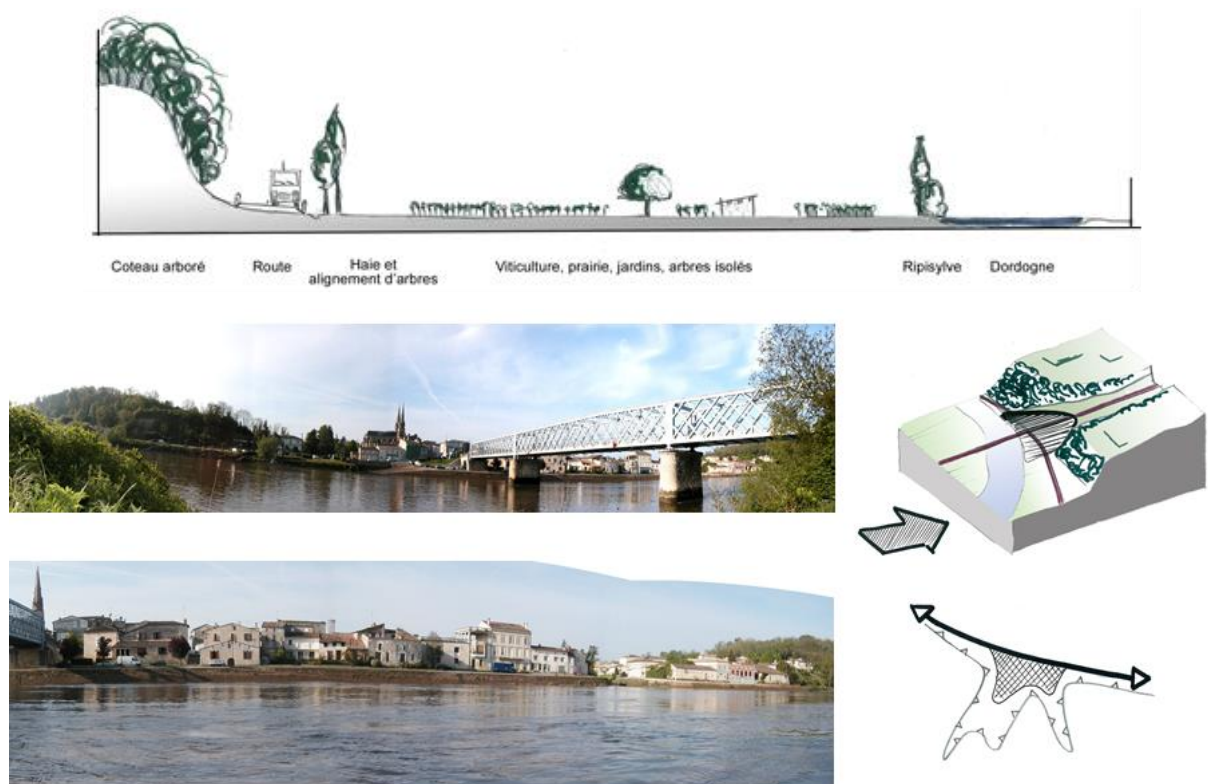 Coteau arboré
Route
Haie et
alignement d'arbres
Viticulture, prairie, jardins, arbres isolés
Ripisylve
Dordogne